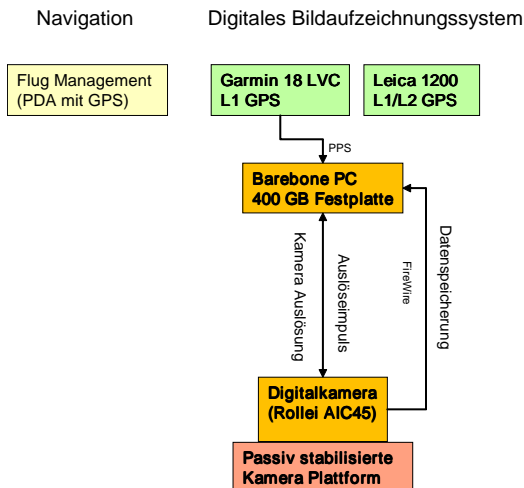 Navigation
Digitales Bildaufzeichnungssystem
Flug Management
(PDA mit GPS)
Garmin 18 LVC
L1 GPS
Leica 1200
L1/L2 GPS
PPS
Barebone PC
400 GB Festplatte
Kamera Auslösung
Auslöseimpuls
FireWire
Datenspeicherung
Digitalkamera
(Rollei AIC45)
Passiv stabilisierte
Kamera Plattform